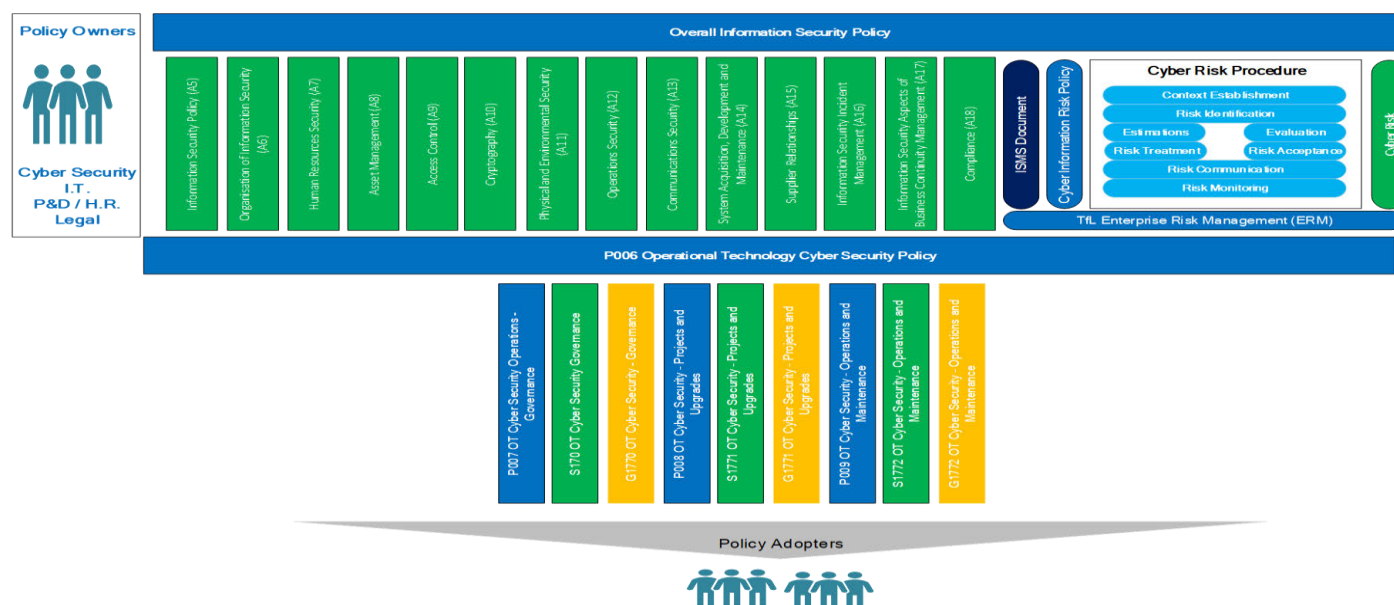 Policy Owners
Cyber Security
I.T.
P&D / H.R.
Legal
Overall Information Security Policy
Information Security Policy (A5)
Organisation of Information Security
(A6)
Human Resources Security (A7)
Asset Management (A8)
Access Control (A9)
Cryptography (A10)
Physical and Environmental Security
(A11)
Operations Security (A12)
Communications Security (A13)
System Acquisition, Development and
Maintenance (A14)
Supplier Relationships (A15)
Information Security Incident
Management (A16)
Information Security Aspects of
Business Continuity Management (A17)
Compliance (A18)
ISMS Document
Cyber Information Risk Policy
Cyber Risk Procedure
Context Establishment
Risk Identification
Estimations
Evaluation
Risk Treatment
Risk Acceptance
Risk Communication
Risk Monitoring
Cyber Risk
TfL Enterprise Risk Management (ERM)
P006 Operational Technology Cyber Security Policy
P007 OT Cyber Security Operations -
Governance
S170 OT Cyber Security Governance
G1770 OT Cyber Security - Governance
P008 OT Cyber Security - Projects and
Upgrades
S1771 OT Cyber Security - Projects and
Upgrades
G1771 OT Cyber Security - Projects and
Upgrades
P009 OT Cyber Security - Operations and
Maintenance
S1772 OT Cyber Security - Operations and
Maintenance
G1772 OT Cyber Security - Operations and
Maintenance
Policy Adopters